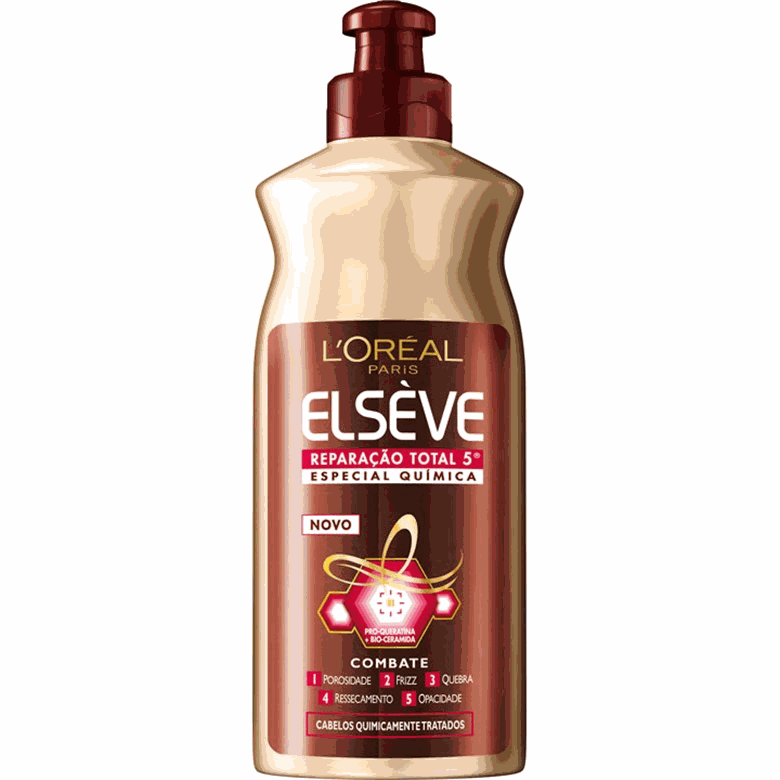 L'ORÉAL
PARIS
ELSÈVE
REPARAÇÃO TOTAL 5®
ESPECIAL QUÍMICA
NOVO
PRO-QUERATINA
+ BIO-CERAMIDA
COMBATE
1 POROSIDADE 2 FRIZZ 3 QUEBRA
4 RESSECAMENTO 5 OPACIDADE
CABELOS QUIMICAMENTE TRATADOS